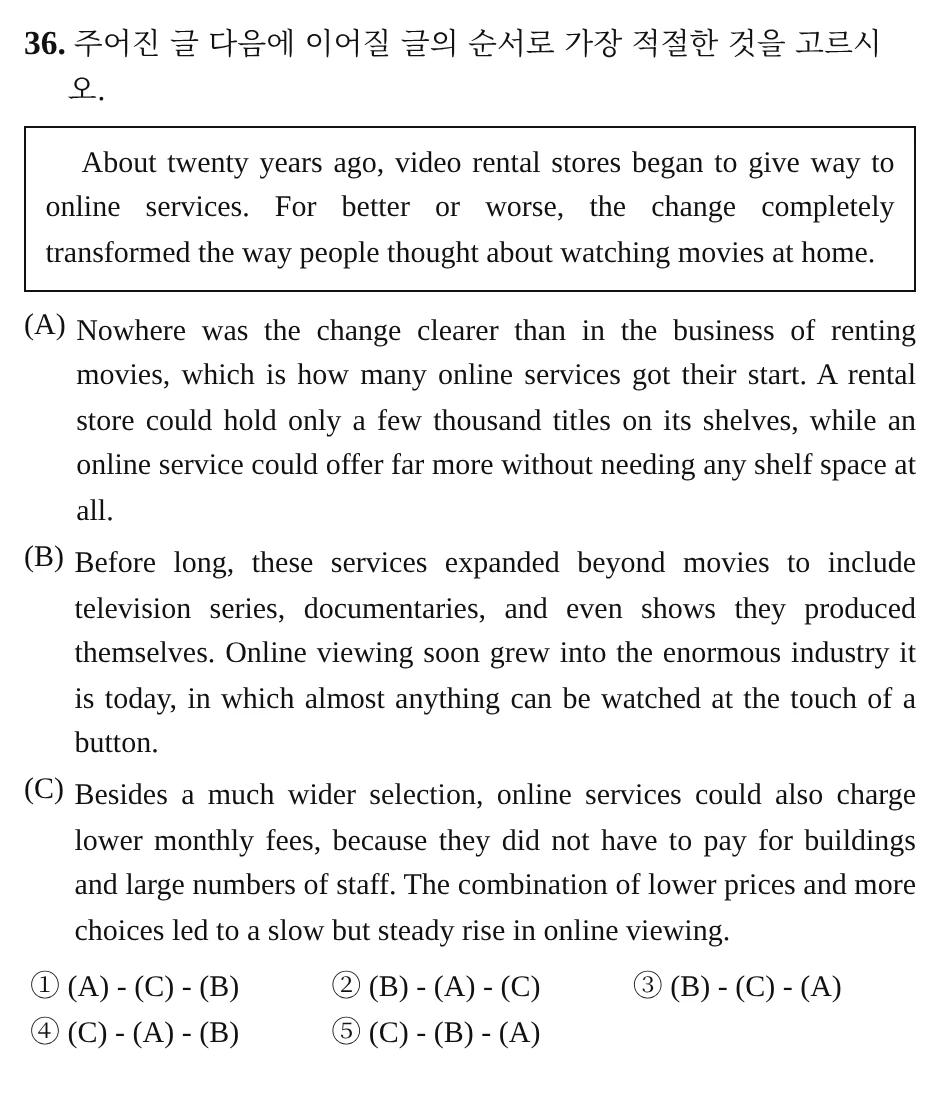 36. 주어진 글 다음에 이어질 글의 순서로 가장 적절한 것을 고르시
오.
About twenty years ago, video rental stores began to give way to
online services. For better or worse, the change completely
transformed the way people thought about watching movies at home.
(A) Nowhere was the change clearer than in the business of renting
movies, which is how many online services got their start. A rental
store could hold only a few thousand titles on its shelves, while an
online service could offer far more without needing any shelf space at
all.
(B) Before long, these services expanded beyond movies to include
television series, documentaries, and even shows they produced
themselves. Online viewing soon grew into the enormous industry it
is today, in which almost anything can be watched at the touch of a
button.
(C) Besides a much wider selection, online services could also charge
lower monthly fees, because they did not have to pay for buildings
and large numbers of staff. The combination of lower prices and more
choices led to a slow but steady rise in online viewing.
① (A) - (C) - (B) ② (B) - (A) - (C) ③ (B) - (C) - (A)
④ (C) - (A) - (B) ⑤ (C) - (B) - (A)